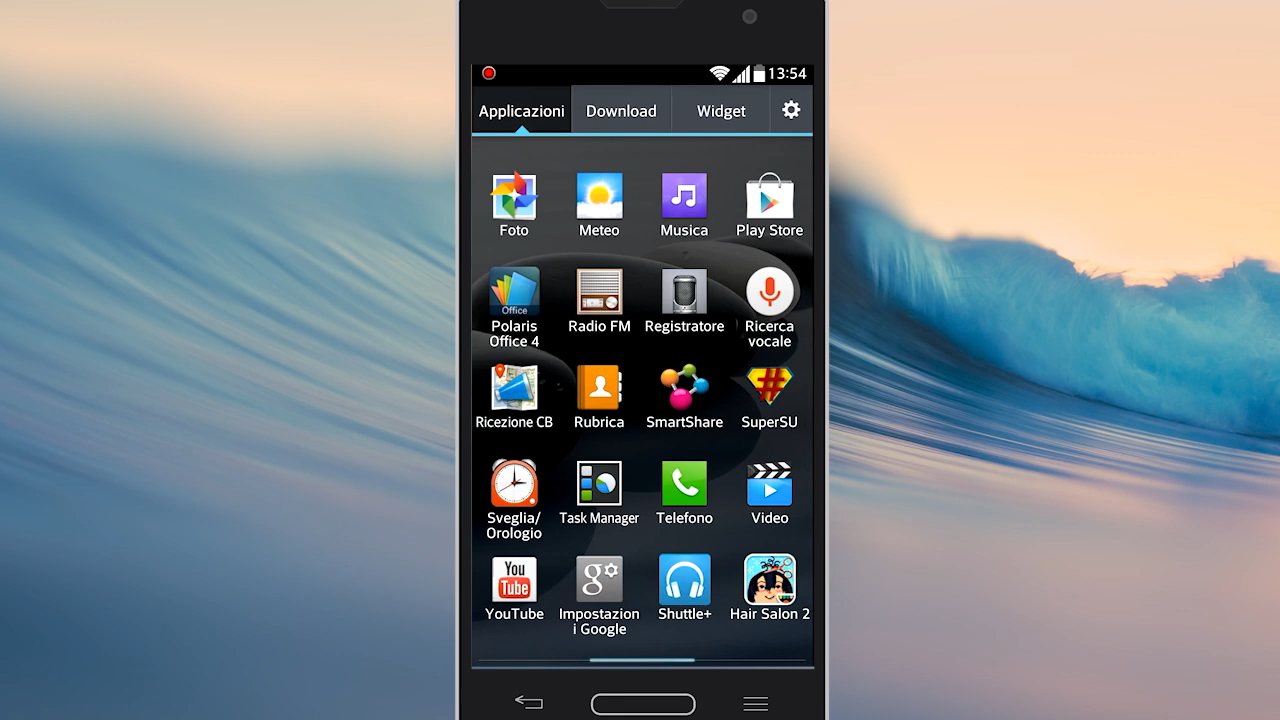 13:54
Applicazioni
Download
Widget
Foto
Meteo
Musica
Play Store
Office
Polaris
Office 4
Radio FM
Registratore
Ricerca
vocale
Ricezione CB
Rubrica
SmartShare
SuperSU
Sveglia/
Orologio
Task Manager
Telefono
Video
You
Tube
YouTube
g
Impostazion
i Google
Shuttle+
Hair Salon 2